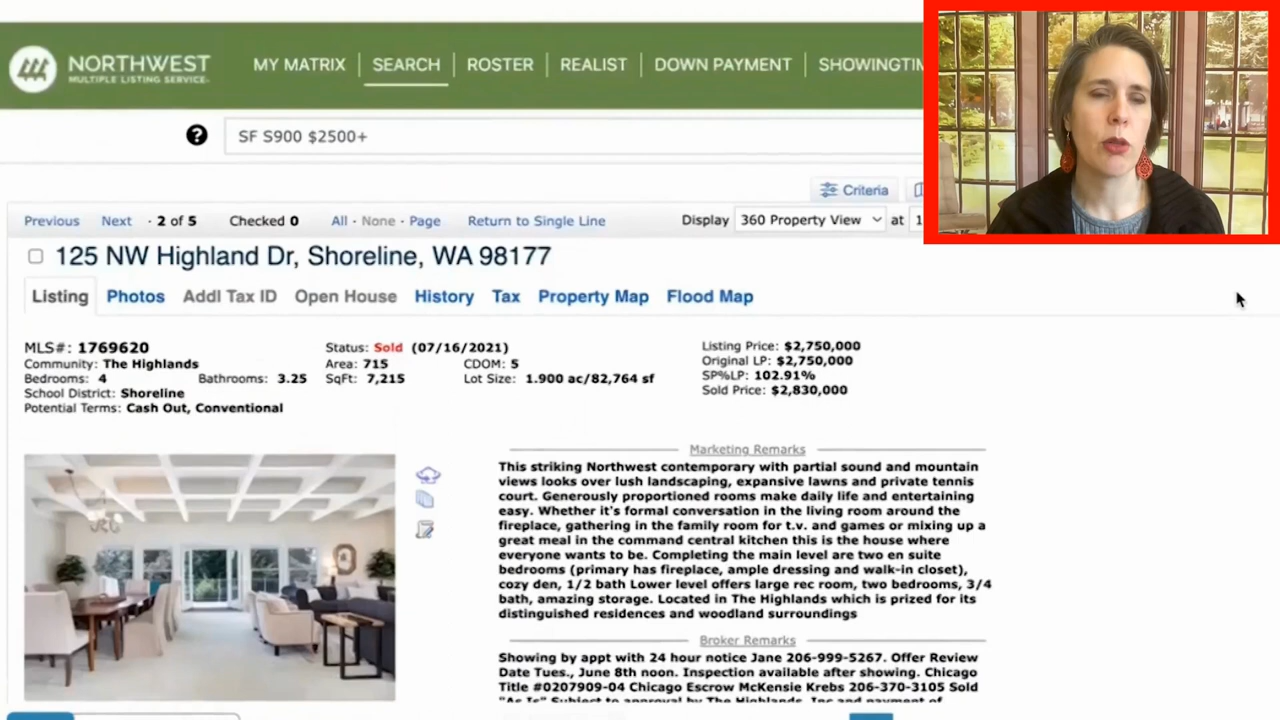 NORTHWEST
MULTIPLE LISTING SERVICE
MY MATRIX SEARCH ROSTER REALIST DOWN PAYMENT SHOWINGTIM
? SF S900 $2500+
Criteria
Previous Next · 2 of 5 Checked 0 All · None · Page Return to Single Line Display 360 Property View at 1
125 NW Highland Dr, Shoreline, WA 98177
Listing Photos Addl Tax ID Open House History Tax Property Map Flood Map
MLS#: 1769620 Status: Sold (07/16/2021) Listing Price: $2,750,000
Community: The Highlands Area: 715 CDOM: 5 Original LP: $2,750,000
Bedrooms: 4 Bathrooms: 3.25 SqFt: 7,215 Lot Size: 1.900 ac/82,764 sf SP%LP: 102.91%
School District: Shoreline Sold Price: $2,830,000
Potential Terms: Cash Out, Conventional
Marketing Remarks
This striking Northwest contemporary with partial sound and mountain
views looks over lush landscaping, expansive lawns and private tennis
court. Generously proportioned rooms make daily life and entertaining
easy. Whether it's formal conversation in the living room around the
fireplace, gathering in the family room for t.v. and games or mixing up a
great meal in the command central kitchen this is the house where
everyone wants to be. Completing the main level are two en suite
bedrooms (primary has fireplace, ample dressing and walk-in closet),
cozy den, 1/2 bath Lower level offers large rec room, two bedrooms, 3/4
bath, amazing storage. Located in The Highlands which is prized for its
distinguished residences and woodland surroundings
Broker Remarks
Showing by appt with 24 hour notice Jane 206-999-5267. Offer Review
Date Tues., June 8th noon. Inspection available after showing. Chicago
Title #0207909-04 Chicago Escrow McKensie Krebs 206-370-3105 Sold
"As Is" Subject to approval by The Highlands, Inc and payment of